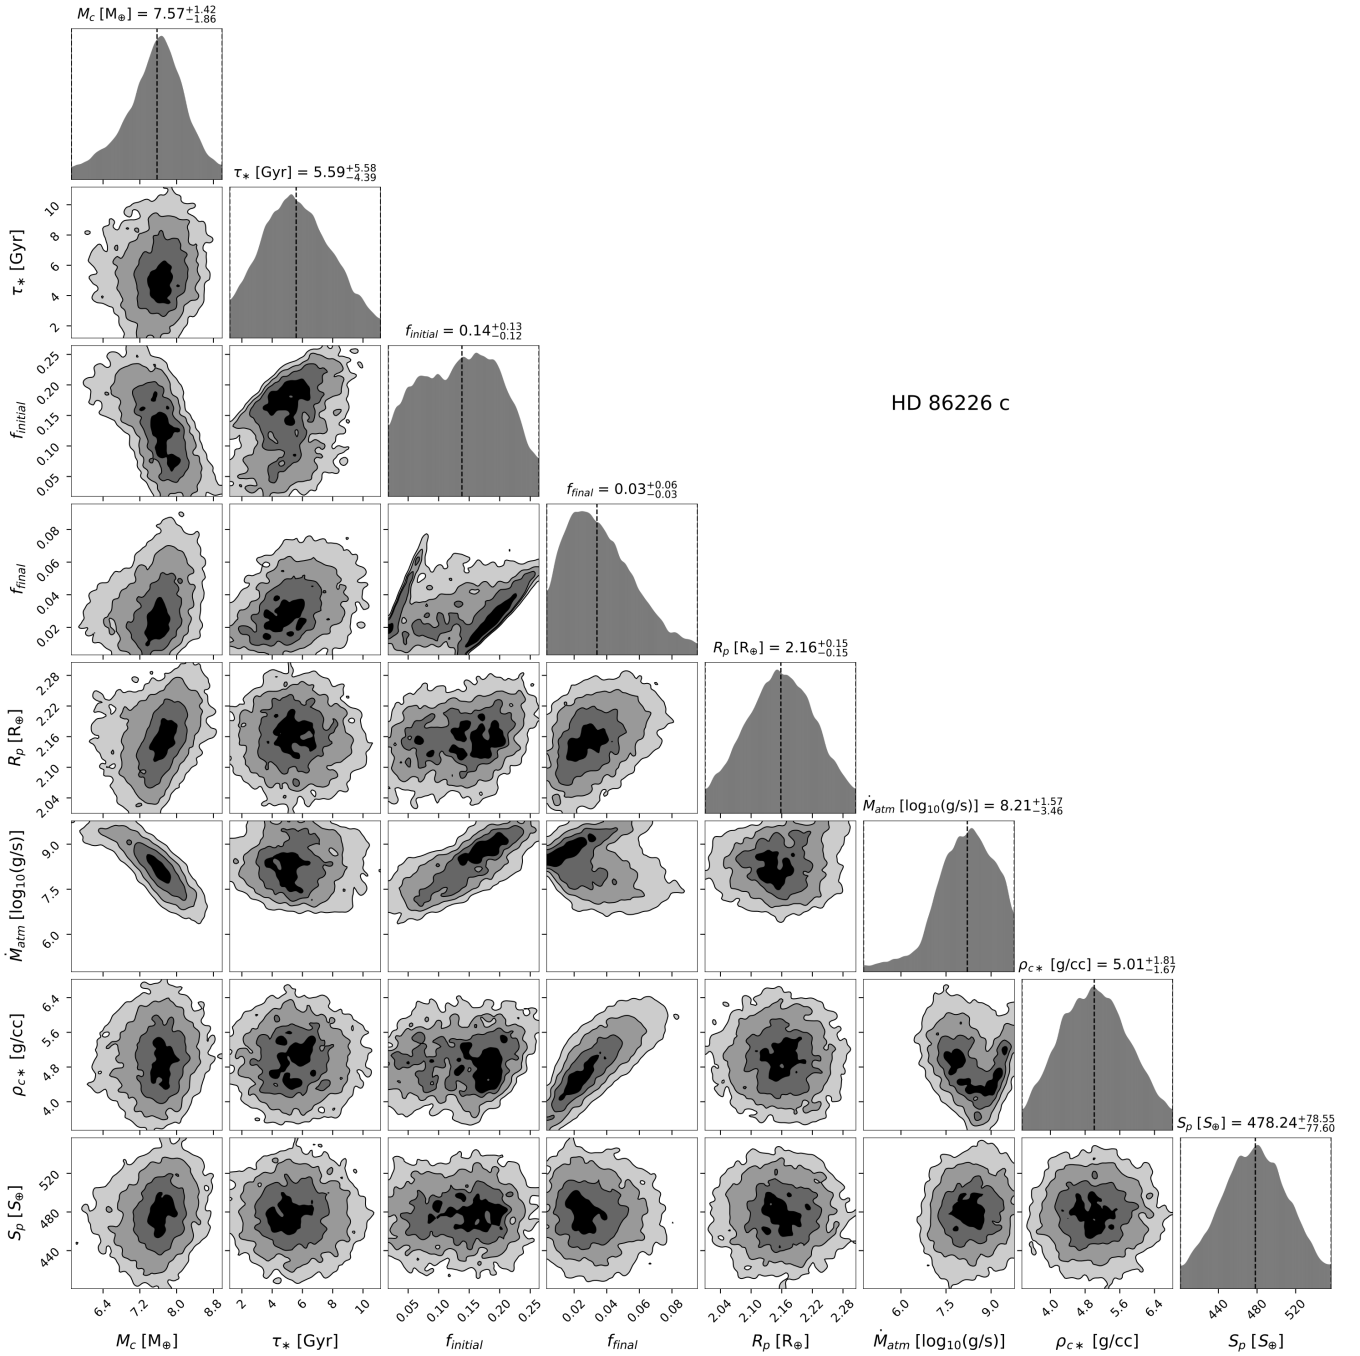 M_c [M⊕] = 7.57 +1.42 −1.86
τ∗ [Gyr] = 5.59 +5.58 −4.39
10
8
6
4
2
τ∗ [Gyr]
f_initial = 0.14 +0.13 −0.12
0.25
0.20
0.15
0.10
0.05
f_initial
HD 86226 c
f_final = 0.03 +0.06 −0.03
0.08
0.06
0.04
0.02
f_final
R_p [R⊕] = 2.16 +0.15 −0.15
2.28
2.22
2.16
2.10
2.04
R_p [R⊕]
Ṁ_atm [log10(g/s)] = 8.21 +1.57 −3.46
9.0
7.5
6.0
Ṁ_atm [log10(g/s)]
ρ_c∗ [g/cc] = 5.01 +1.81 −1.67
6.4
5.6
4.8
4.0
ρ_c∗ [g/cc]
S_p [S⊕] = 478.24 +78.55 −77.60
520
480
440
S_p [S⊕]
6.4 7.2 8.0 8.8 2 4 6 8 10 0.05 0.10 0.15 0.20 0.25 0.02 0.04 0.06 0.08 2.04 2.10 2.16 2.22 2.28 6.0 7.5 9.0 4.0 4.8 5.6 6.4 440 480 520
M_c [M⊕] τ∗ [Gyr] f_initial f_final R_p [R⊕] Ṁ_atm [log10(g/s)] ρ_c∗ [g/cc] S_p [S⊕]